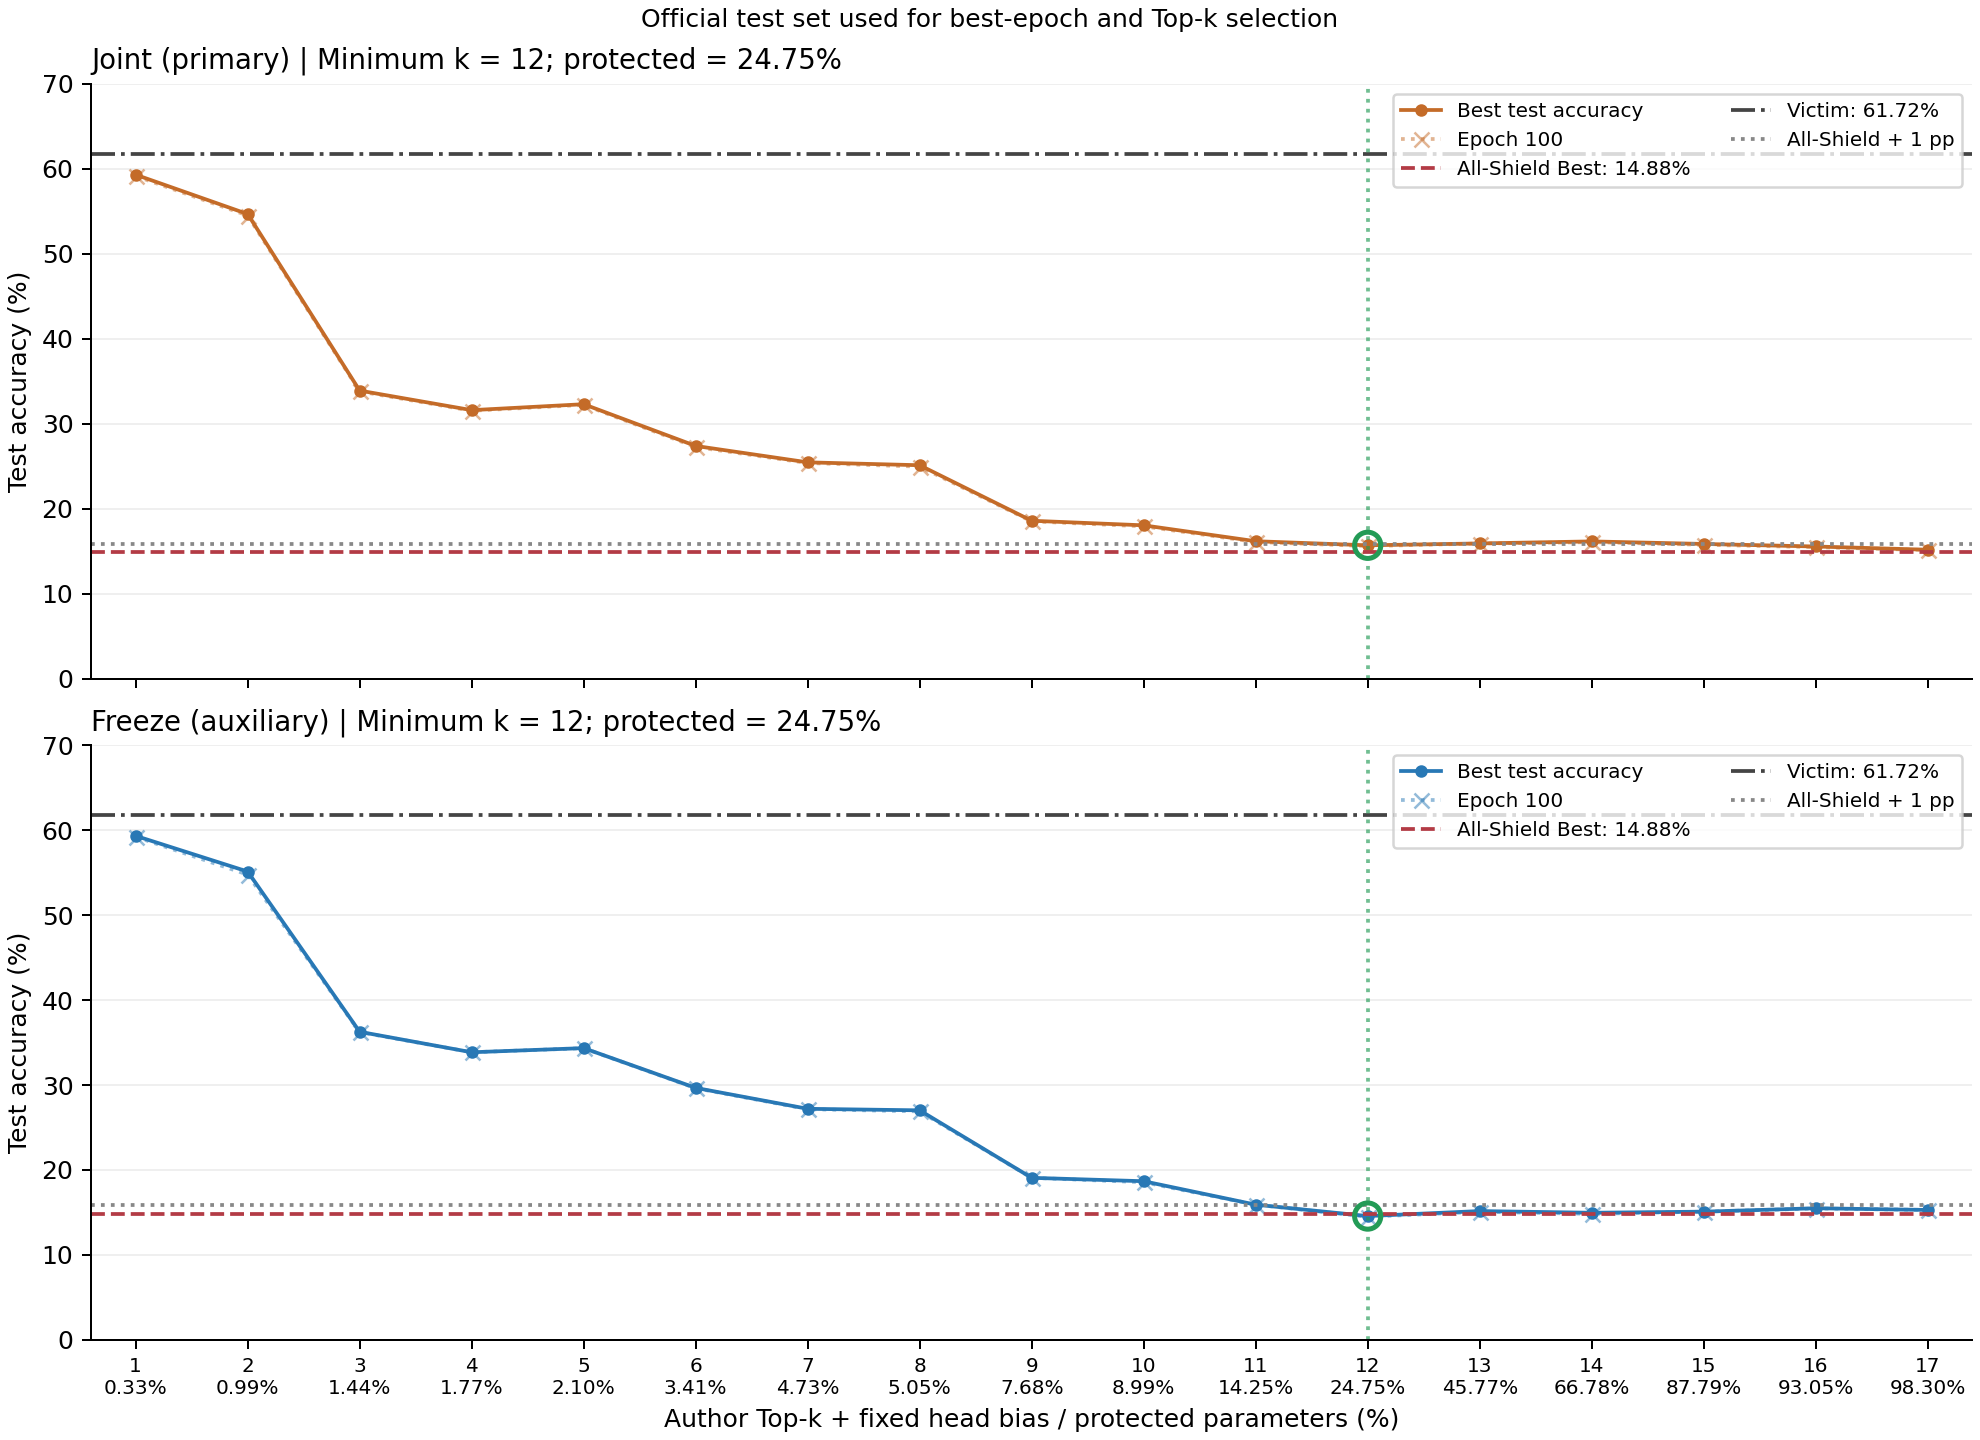 Official test set used for best-epoch and Top-k selection
Joint (primary) | Minimum k = 12; protected = 24.75%
Test accuracy (%)
70
60
50
40
30
20
10
0
Best test accuracy
Epoch 100
All-Shield Best: 14.88%
Victim: 61.72%
All-Shield + 1 pp
Freeze (auxiliary) | Minimum k = 12; protected = 24.75%
Test accuracy (%)
70
60
50
40
30
20
10
0
Best test accuracy
Epoch 100
All-Shield Best: 14.88%
Victim: 61.72%
All-Shield + 1 pp
1 2 3 4 5 6 7 8 9 10 11 12 13 14 15 16 17
0.33% 0.99% 1.44% 1.77% 2.10% 3.41% 4.73% 5.05% 7.68% 8.99% 14.25% 24.75% 45.77% 66.78% 87.79% 93.05% 98.30%
Author Top-k + fixed head bias / protected parameters (%)